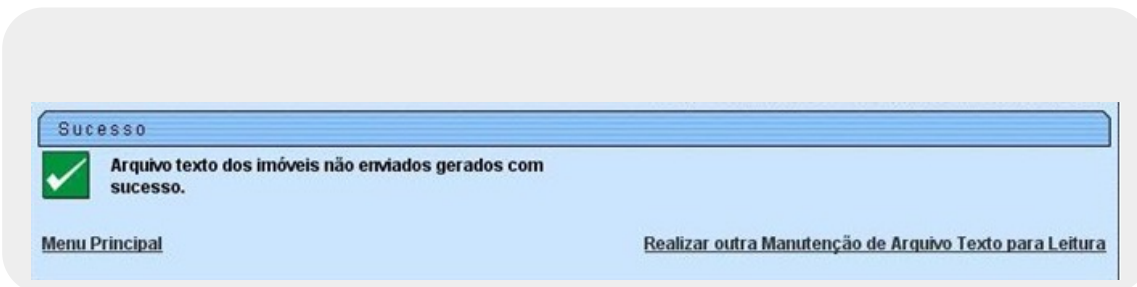 Sucesso
Arquivo texto dos imóveis não enviados gerados com
sucesso.
Menu Principal
Realizar outra Manutenção de Arquivo Texto para Leitura